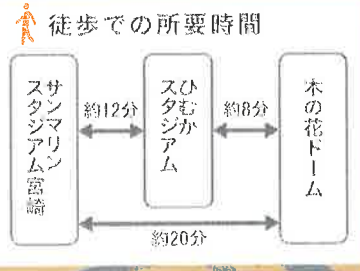 徒歩での所要時間
サンマリン
スタジアム宮崎
約12分
ひむか
スタジアム
約8分
木の花ドーム
約20分